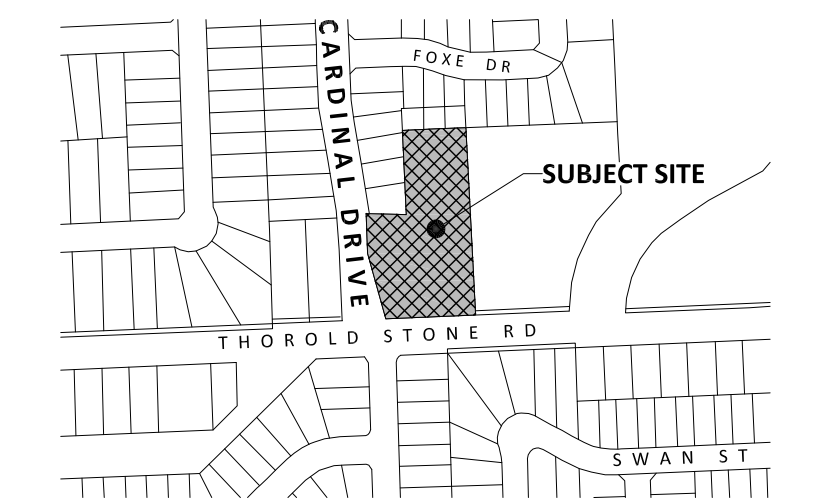 CARDINAL DRIVE
FOXE DR
SUBJECT SITE
THOROLD STONE RD
SWAN ST